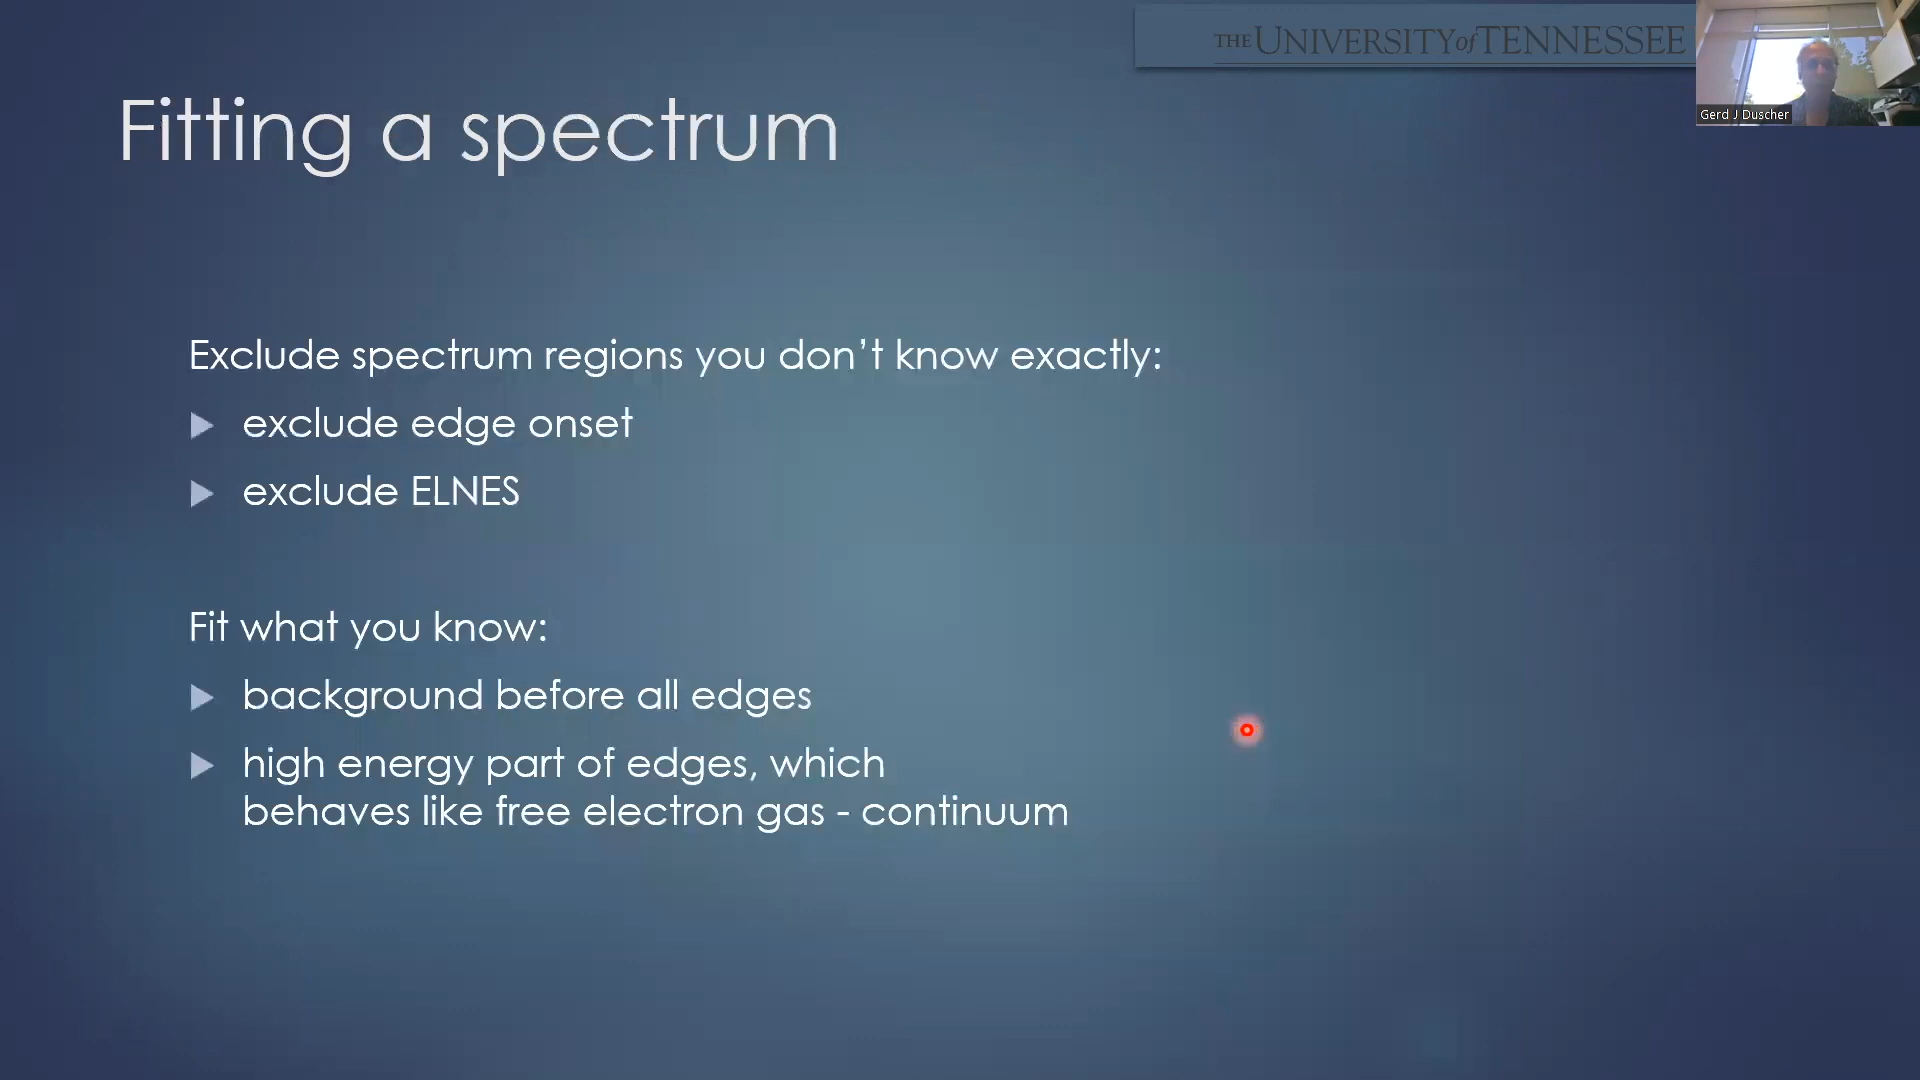 THE UNIVERSITY of TENNESSEE
Gerd J Duscher
Fitting a spectrum
Exclude spectrum regions you don’t know exactly:
exclude edge onset
exclude ELNES
Fit what you know:
background before all edges
high energy part of edges, which
behaves like free electron gas - continuum